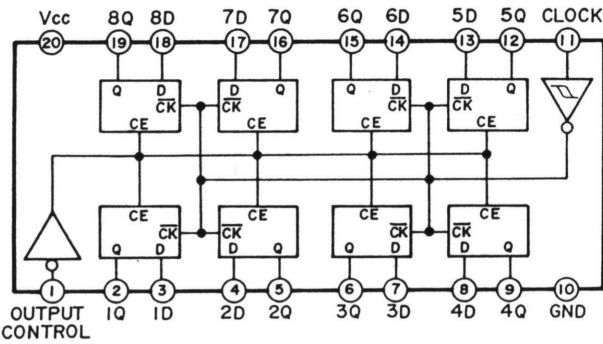 Vcc 8Q 8D 7D 7Q 6Q 6D 5D 5Q CLOCK
20 19 18 17 16 15 14 13 12 11
Q D D Q Q D D Q
CK CK CK CK
CE CE CE CE
CE CE CE CE
CK CK CK CK
Q D D Q Q D D Q
1 2 3 4 5 6 7 8 9 10
OUTPUT CONTROL 1Q 1D 2D 2Q 3Q 3D 4D 4Q GND